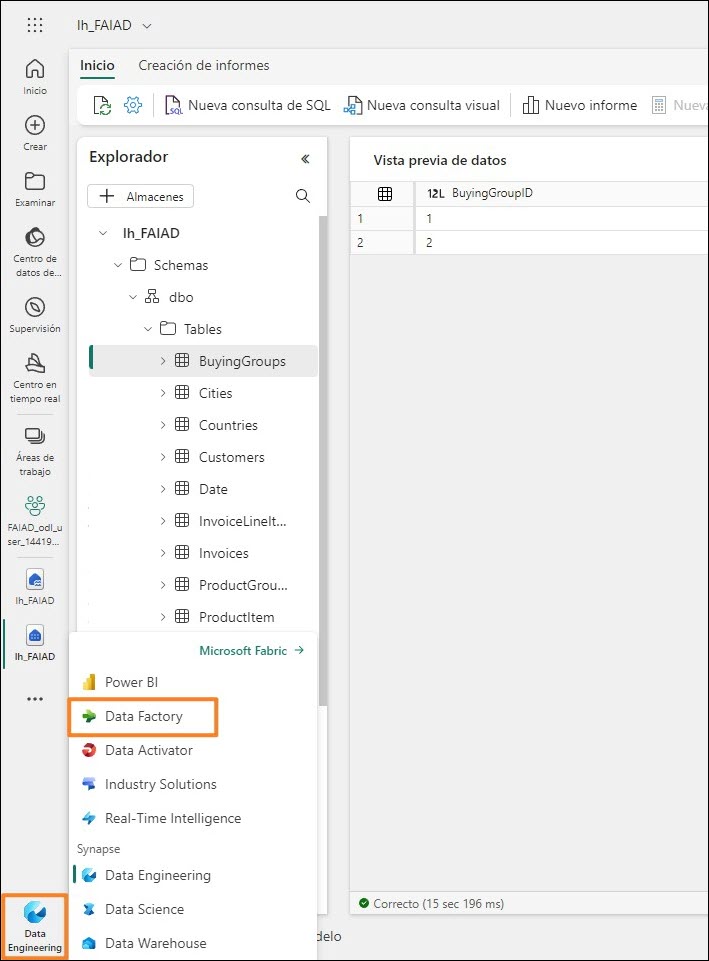 lh_FAIAD
Inicio
Creación de informes
Nueva consulta de SQL
Nueva consulta visual
Nuevo informe
Nueva
Inicio
Crear
Examinar
Centro de
datos de...
Supervisión
Centro en
tiempo real
Áreas de
trabajo
FAIAD_odl_u
ser_14419...
lh_FAIAD
lh_FAIAD
Data
Engineering
Explorador
Almacenes
lh_FAIAD
Schemas
dbo
Tables
BuyingGroups
Cities
Countries
Customers
Date
InvoiceLineIt...
Invoices
ProductGrou...
ProductItem
Microsoft Fabric
Power BI
Data Factory
Data Activator
Industry Solutions
Real-Time Intelligence
Synapse
Data Engineering
Data Science
Data Warehouse
Vista previa de datos
12L BuyingGroupID
1 1
2 2
Correcto (15 sec 196 ms)
delo